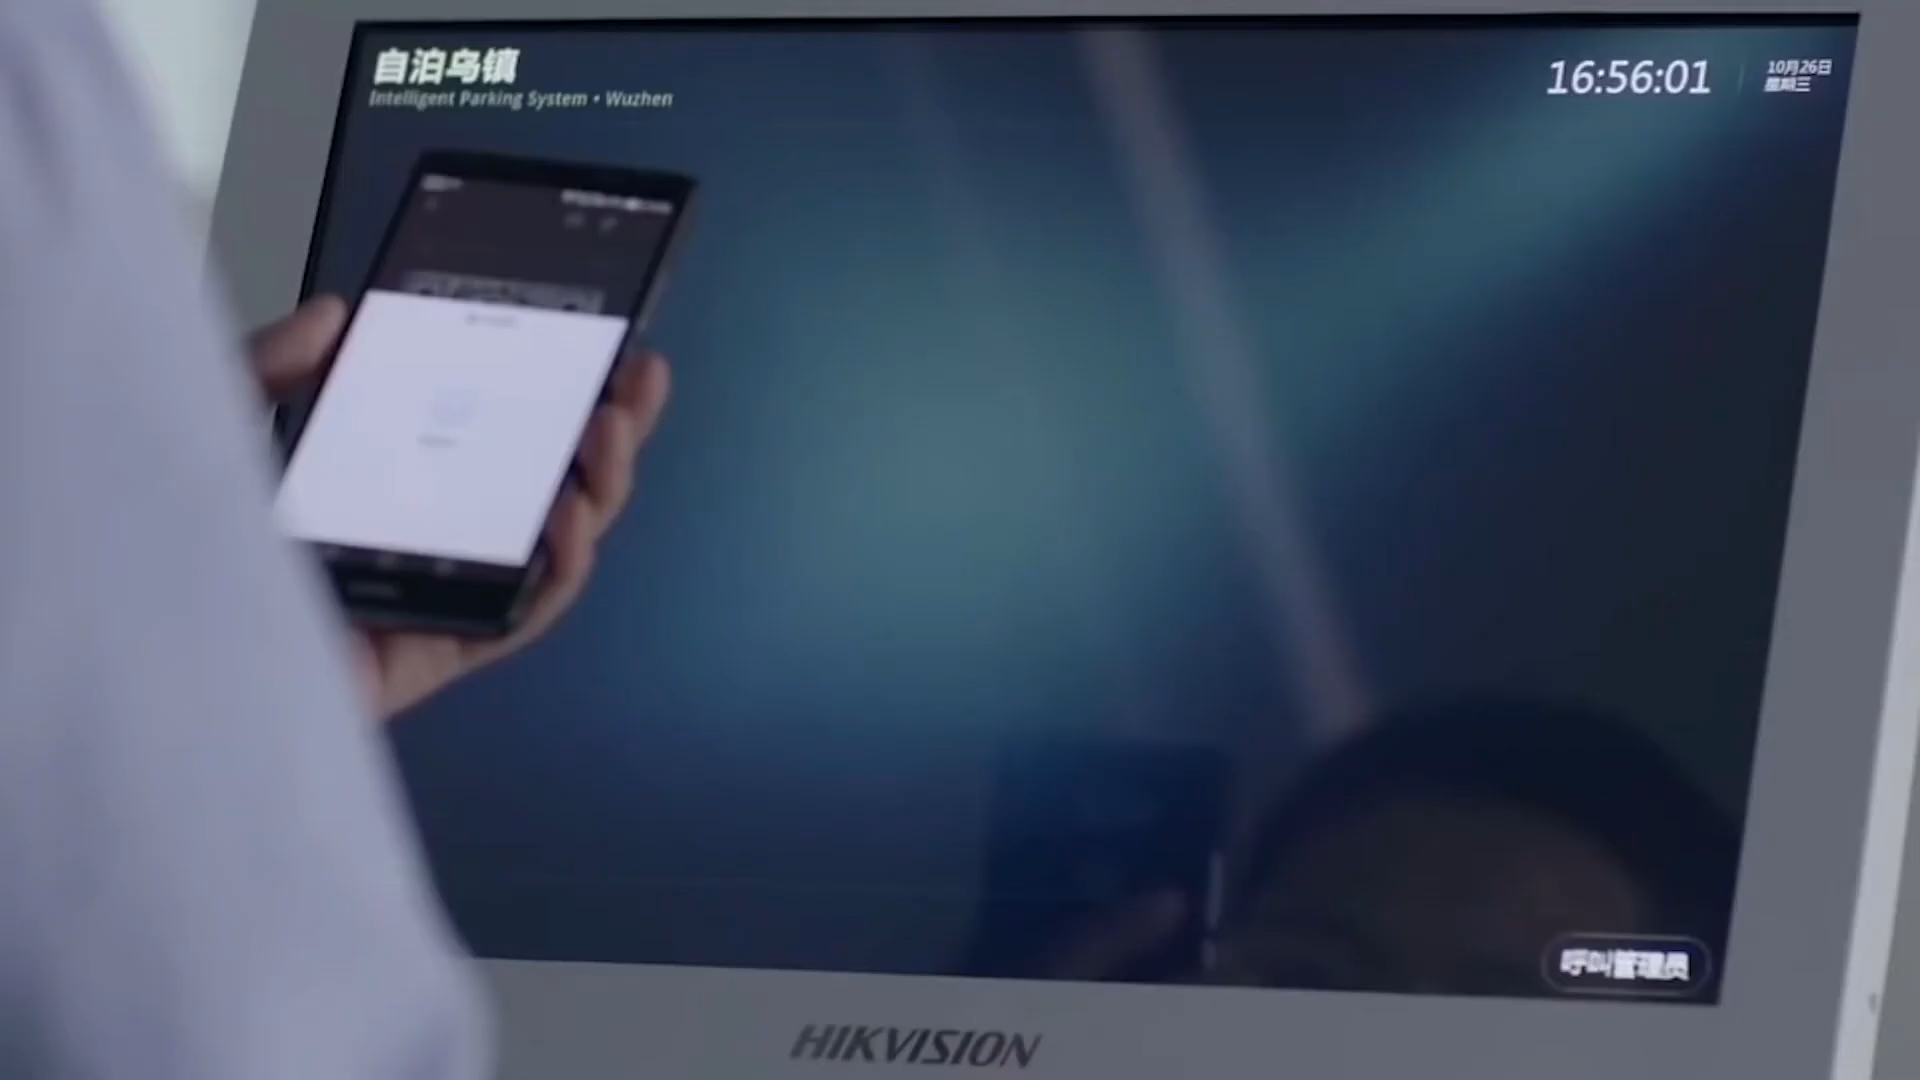 自泊乌镇
Intelligent Parking System • Wuzhen
16:56:01
10月26日
星期三
呼叫管理员
HIKVISION